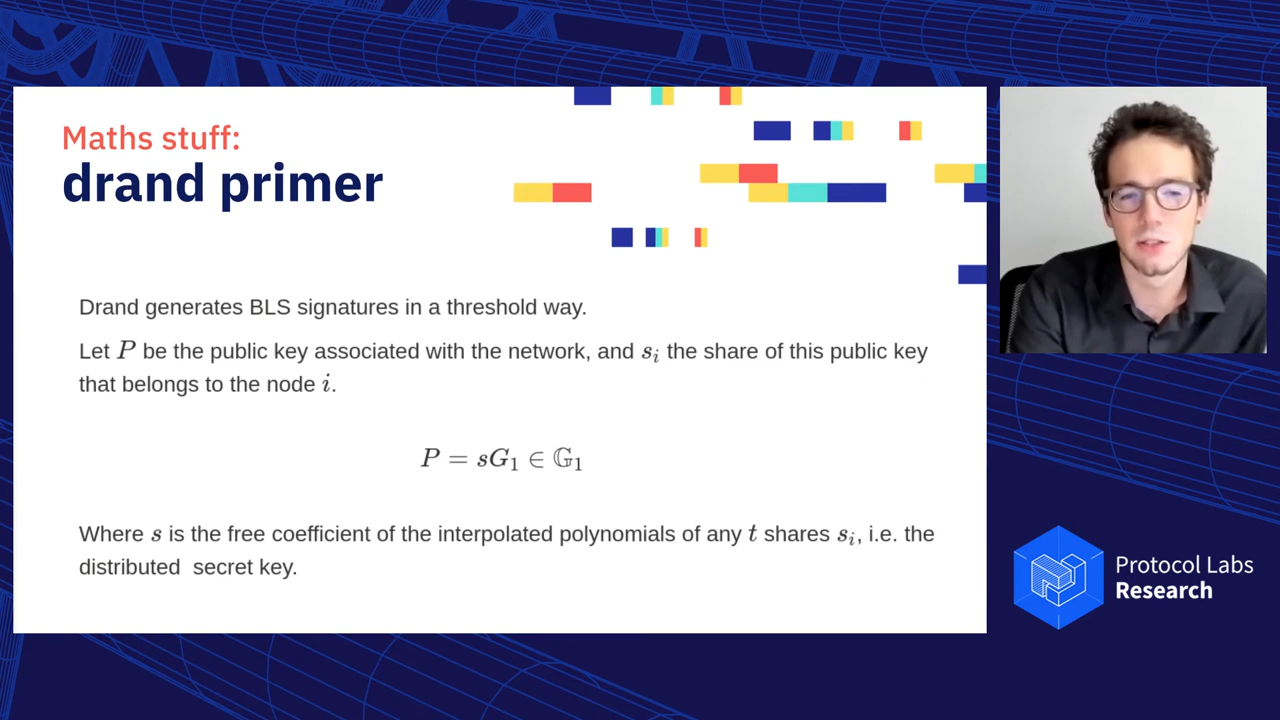 Maths stuff:
drand primer
Drand generates BLS signatures in a threshold way.
Let P be the public key associated with the network, and sᵢ the share of this public key
that belongs to the node i.
P = sG₁ ∈ 𝔾₁
Where s is the free coefficient of the interpolated polynomials of any t shares sᵢ, i.e. the
distributed  secret key.
Protocol Labs
Research